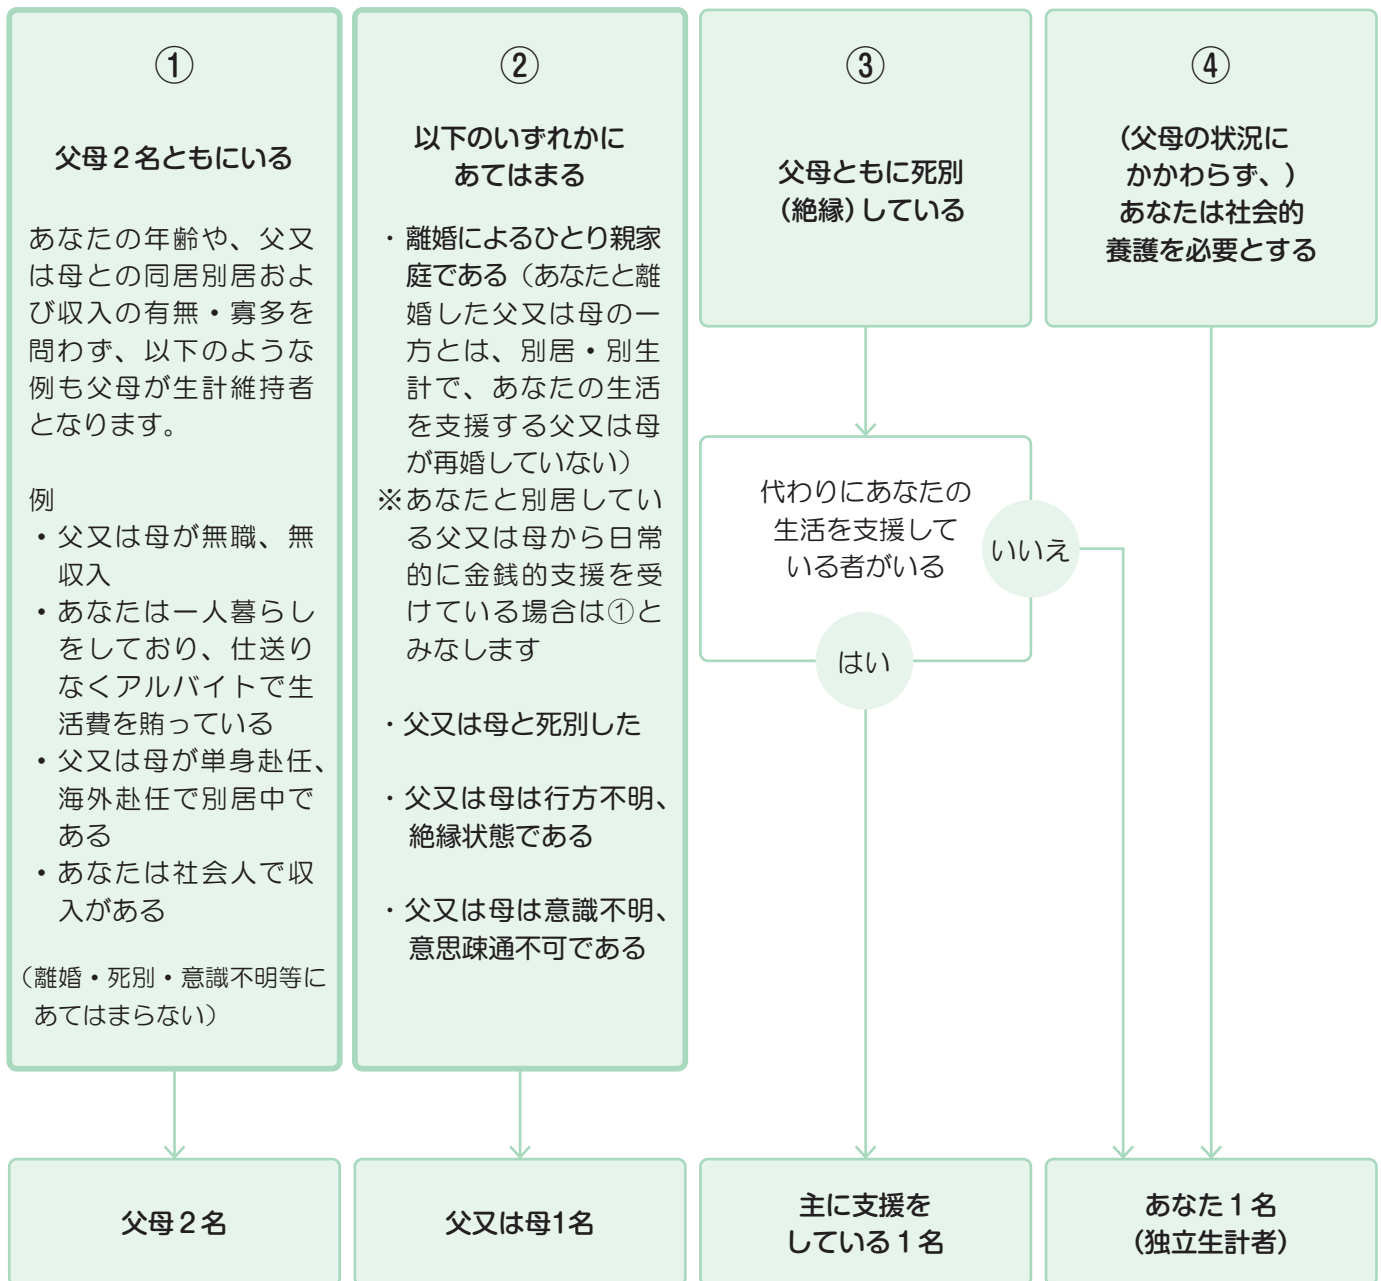 ①
父母２名ともにいる
あなたの年齢や、父又
は母との同居別居およ
び収入の有無・寡多を
問わず、以下のような
例も父母が生計維持者
となります。
例
・父又は母が無職、無
収入
・あなたは一人暮らし
をしており、仕送り
なくアルバイトで生
活費を賄っている
・父又は母が単身赴任、
海外赴任で別居中で
ある
・あなたは社会人で収
入がある
（離婚・死別・意識不明等に
あてはまらない）
父母２名
②
以下のいずれかに
あてはまる
・離婚によるひとり親家
庭である（あなたと離
婚した父又は母の一
方とは、別居・別生
計で、あなたの生活
を支援する父又は母
が再婚していない）
※あなたと別居してい
る父又は母から日常
的に金銭的支援を受
けている場合は①と
みなします
・父又は母と死別した
・父又は母は行方不明、
絶縁状態である
・父又は母は意識不明、
意思疎通不可である
父又は母1名
③
父母ともに死別
（絶縁）している
代わりにあなたの
生活を支援して
いる者がいる
いいえ
はい
主に支援を
している１名
④
（父母の状況に
かかわらず、）
あなたは社会的
養護を必要とする
あなた１名
（独立生計者）